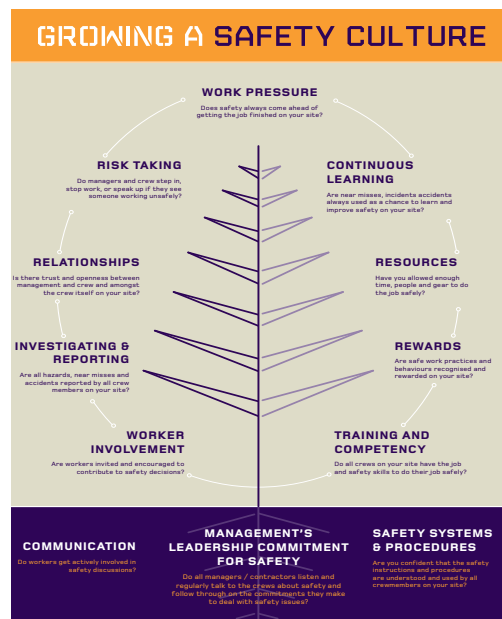 GROWING A SAFETY CULTURE
WORK PRESSURE
Does safety always come ahead of
getting the job finished on your site?
RISK TAKING
Do managers and crew step in,
stop work, or speak up if they see
someone working unsafely?
CONTINUOUS
LEARNING
Are near misses, incidents accidents
always used as a chance to learn and
improve safety on your site?
RELATIONSHIPS
Is there trust and openness between
management and crew and amongst
the crew itself on your site?
RESOURCES
Have you allowed enough
time, people and gear to do
the job safely?
INVESTIGATING &
REPORTING
Are all hazards, near misses and
accidents reported by all crew
members on your site?
REWARDS
Are safe work practices and
behaviours recognised and
rewarded on your site?
WORKER
INVOLVEMENT
Are workers invited and encouraged to
contribute to safety decisions?
TRAINING AND
COMPETENCY
Do all crews on your site have the job
and safety skills to do their job safely?
COMMUNICATION
Do workers get actively involved in
safety discussions?
MANAGEMENT'S
LEADERSHIP COMMITMENT
FOR SAFETY
Do all managers / contractors listen and
regularly talk to the crews about safety and
follow through on the commitments they make
to deal with safety issues?
SAFETY SYSTEMS
& PROCEDURES
Are you confident that the safety
instructions and procedures
are understood and used by all
crewmembers on your site?